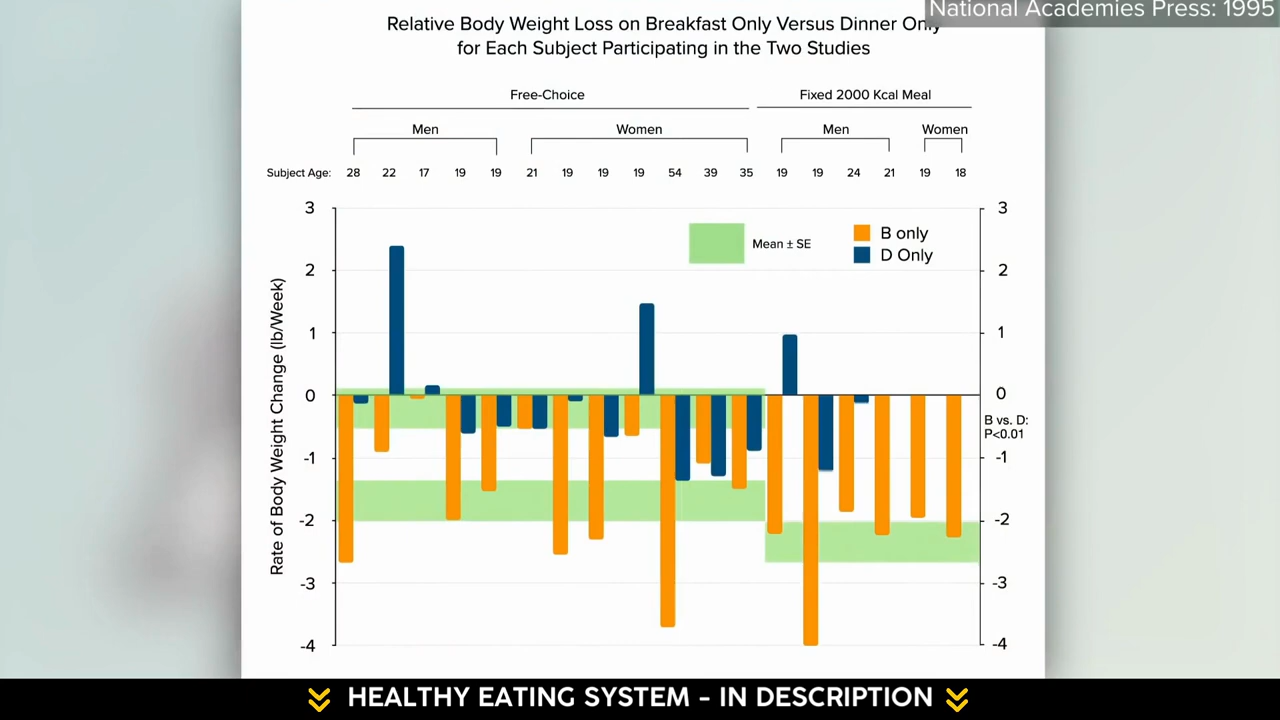 National Academies Press: 1995
Relative Body Weight Loss on Breakfast Only Versus Dinner Only
for Each Subject Participating in the Two Studies
Free-Choice
Fixed 2000 Kcal Meal
Men
Women
Men
Women
Subject Age: 28 22 17 19 19 21 19 19 19 54 39 35 19 19 24 21 19 18
3
2
1
0
-1
-2
-3
-4
Rate of Body Weight Change (lb/Week)
Mean ± SE
B only
D Only
3
2
1
0
B vs. D:
P<0.01
-1
-2
-3
-4
HEALTHY EATING SYSTEM - IN DESCRIPTION